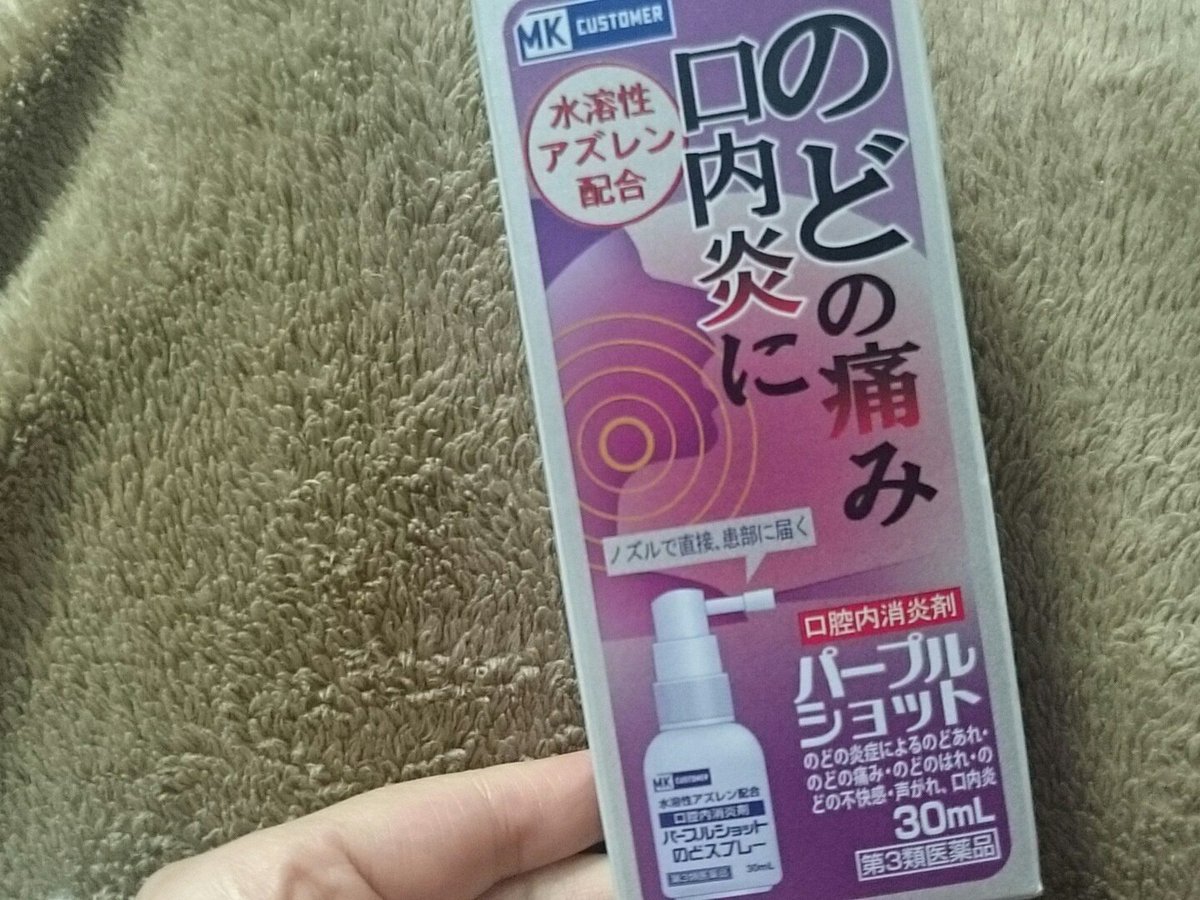 MK CUSTOMER
水溶性
アズレン
配合
のどの痛み
口内炎に
ノズルで直接、患部に届く
口腔内消炎剤
パープル
ショット
のどの炎症によるのどあれ・
のどの痛み・のどのはれ・の
どの不快感・声がれ、口内炎
30mL
第3類医薬品
MK CUSTOMER
水溶性アズレン配合
口腔内消炎剤
パープルショット
のどスプレー
30mL
第3類医薬品